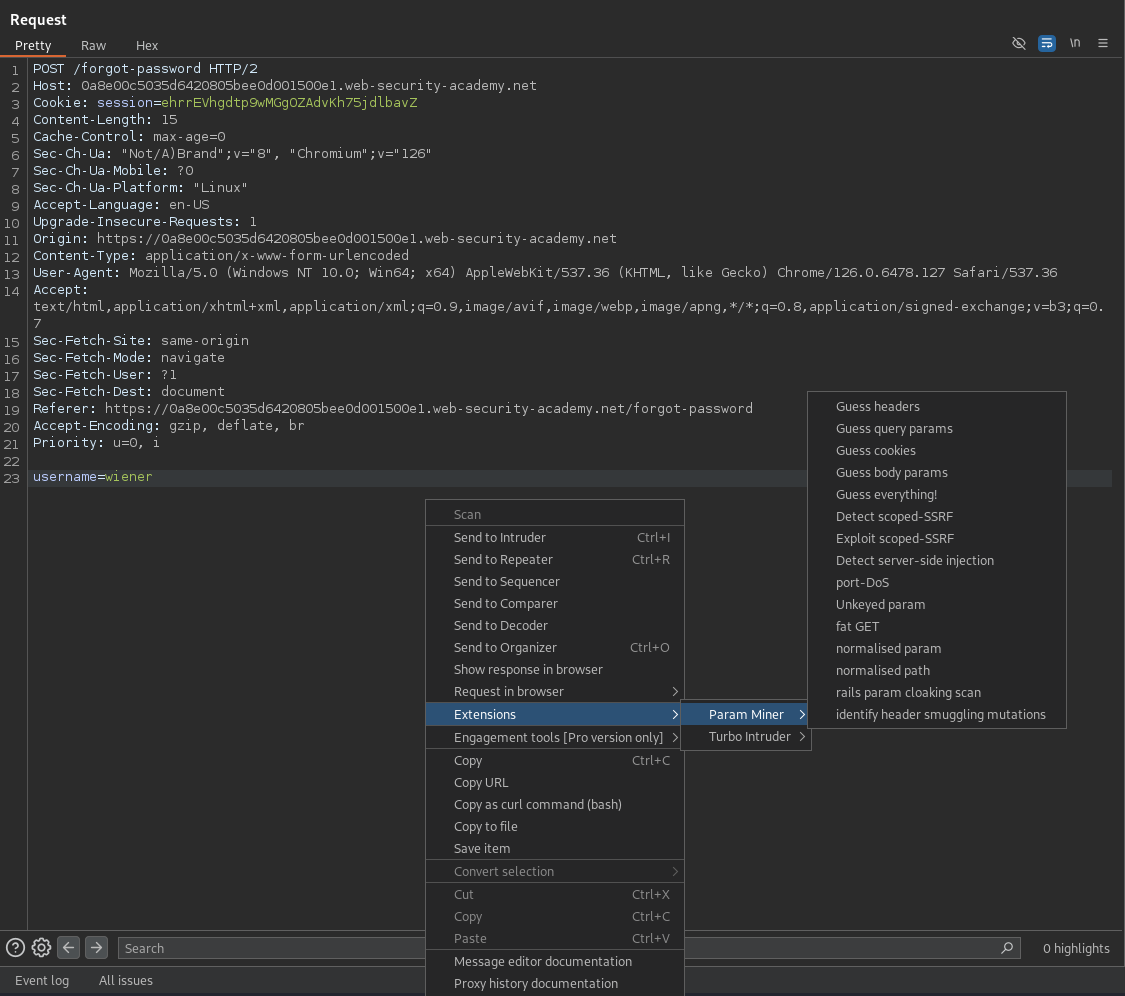 Request
Pretty Raw Hex \n
1 POST /forgot-password HTTP/2
2 Host: 0a8e00c5035d6420805bee0d001500e1.web-security-academy.net
3 Cookie: session=ehrrEVhgdtp9wMGgOZAdvKh75jdlbavZ
4 Content-Length: 15
5 Cache-Control: max-age=0
6 Sec-Ch-Ua: "Not/A)Brand";v="8", "Chromium";v="126"
7 Sec-Ch-Ua-Mobile: ?0
8 Sec-Ch-Ua-Platform: "Linux"
9 Accept-Language: en-US
10 Upgrade-Insecure-Requests: 1
11 Origin: https://0a8e00c5035d6420805bee0d001500e1.web-security-academy.net
12 Content-Type: application/x-www-form-urlencoded
13 User-Agent: Mozilla/5.0 (Windows NT 10.0; Win64; x64) AppleWebKit/537.36 (KHTML, like Gecko) Chrome/126.0.6478.127 Safari/537.36
14 Accept:
text/html,application/xhtml+xml,application/xml;q=0.9,image/avif,image/webp,image/apng,*/*;q=0.8,application/signed-exchange;v=b3;q=0.
7
15 Sec-Fetch-Site: same-origin
16 Sec-Fetch-Mode: navigate
17 Sec-Fetch-User: ?1
18 Sec-Fetch-Dest: document
19 Referer: https://0a8e00c5035d6420805bee0d001500e1.web-security-academy.net/forgot-password
20 Accept-Encoding: gzip, deflate, br
21 Priority: u=0, i
22
23 username=wiener
Scan
Send to Intruder Ctrl+I
Send to Repeater Ctrl+R
Send to Sequencer
Send to Comparer
Send to Decoder
Send to Organizer Ctrl+O
Show response in browser
Request in browser
Extensions
Engagement tools [Pro version only]
Copy Ctrl+C
Copy URL
Copy as curl command (bash)
Copy to file
Save item
Convert selection
Cut Ctrl+X
Copy Ctrl+C
Paste Ctrl+V
Message editor documentation
Proxy history documentation
Param Miner
Turbo Intruder
Guess headers
Guess query params
Guess cookies
Guess body params
Guess everything!
Detect scoped-SSRF
Exploit scoped-SSRF
Detect server-side injection
port-DoS
Unkeyed param
fat GET
normalised param
normalised path
rails param cloaking scan
identify header smuggling mutations
Search
0 highlights
Event log All issues